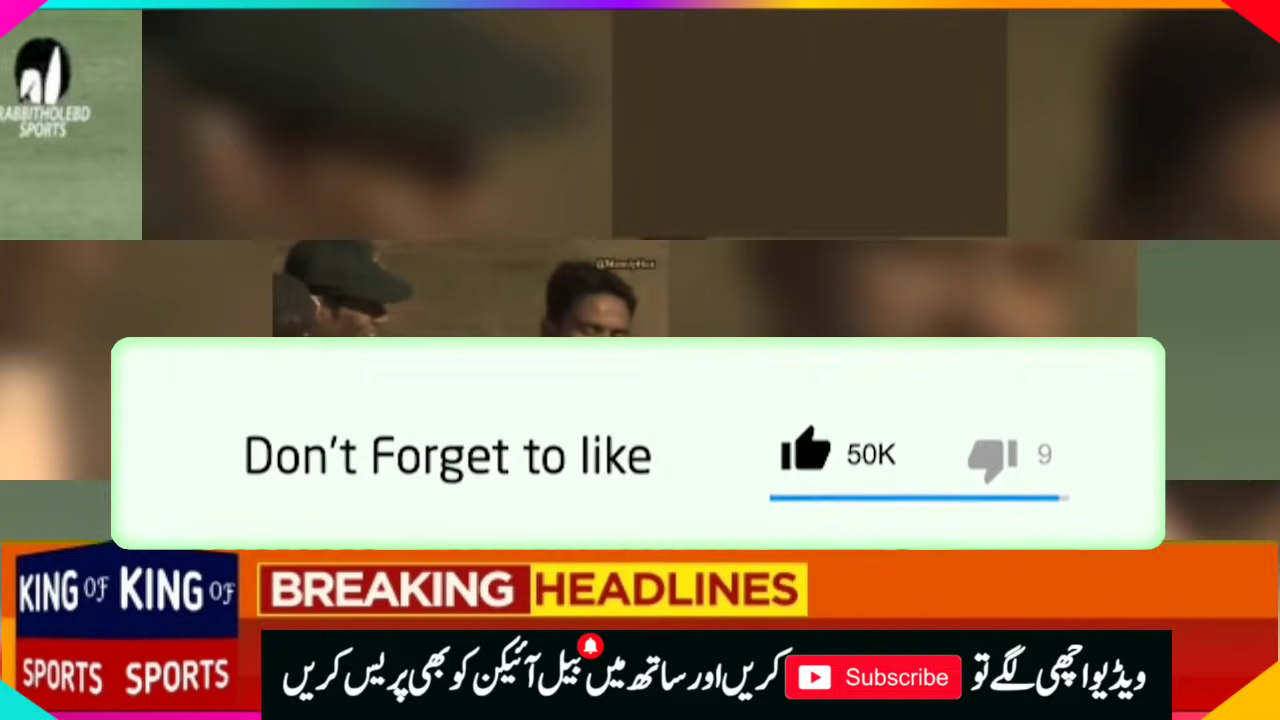 RABBITHOLEBD
SPORTS
Don't Forget to like
50K
9
KING OF KING OF
SPORTS SPORTS
BREAKING HEADLINES
ویڈیو اچھی لگے تو Subscribe کریں اور ساتھ میں بیل آئیکن کو بھی پریس کریں